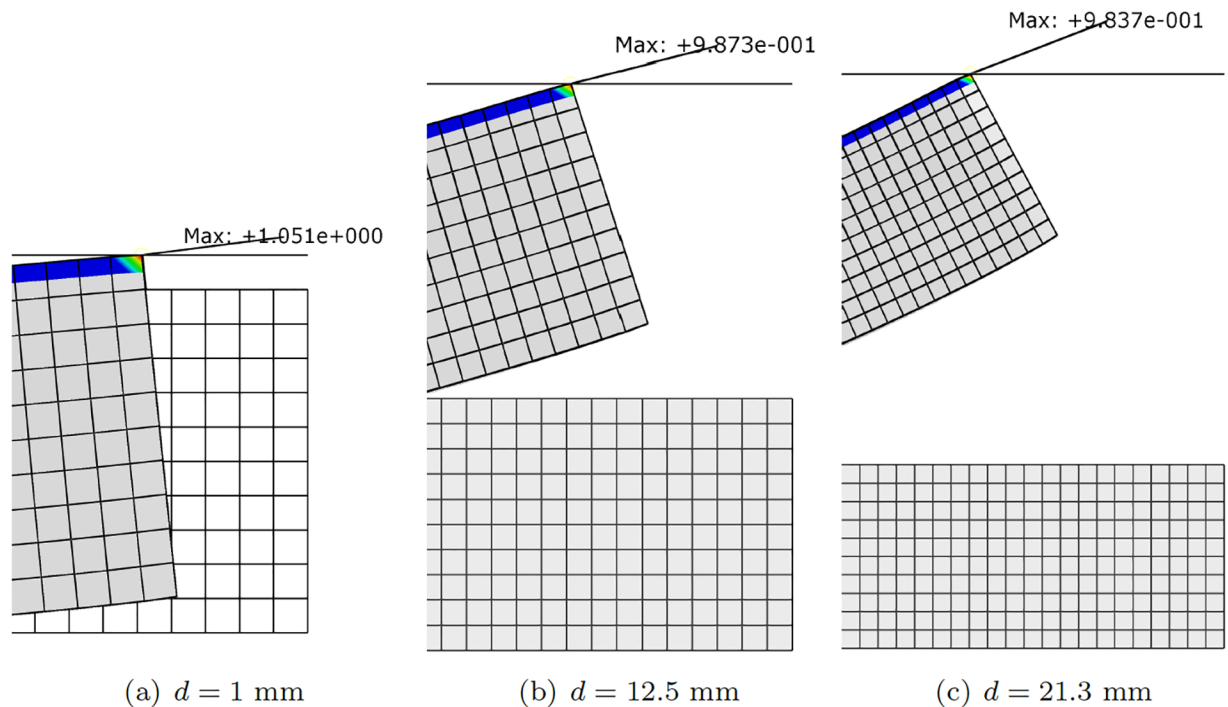 Max: +9.837e-001
Max: +9.873e-001
Max: +1.051e+000
(a) d = 1 mm
(b) d = 12.5 mm
(c) d = 21.3 mm